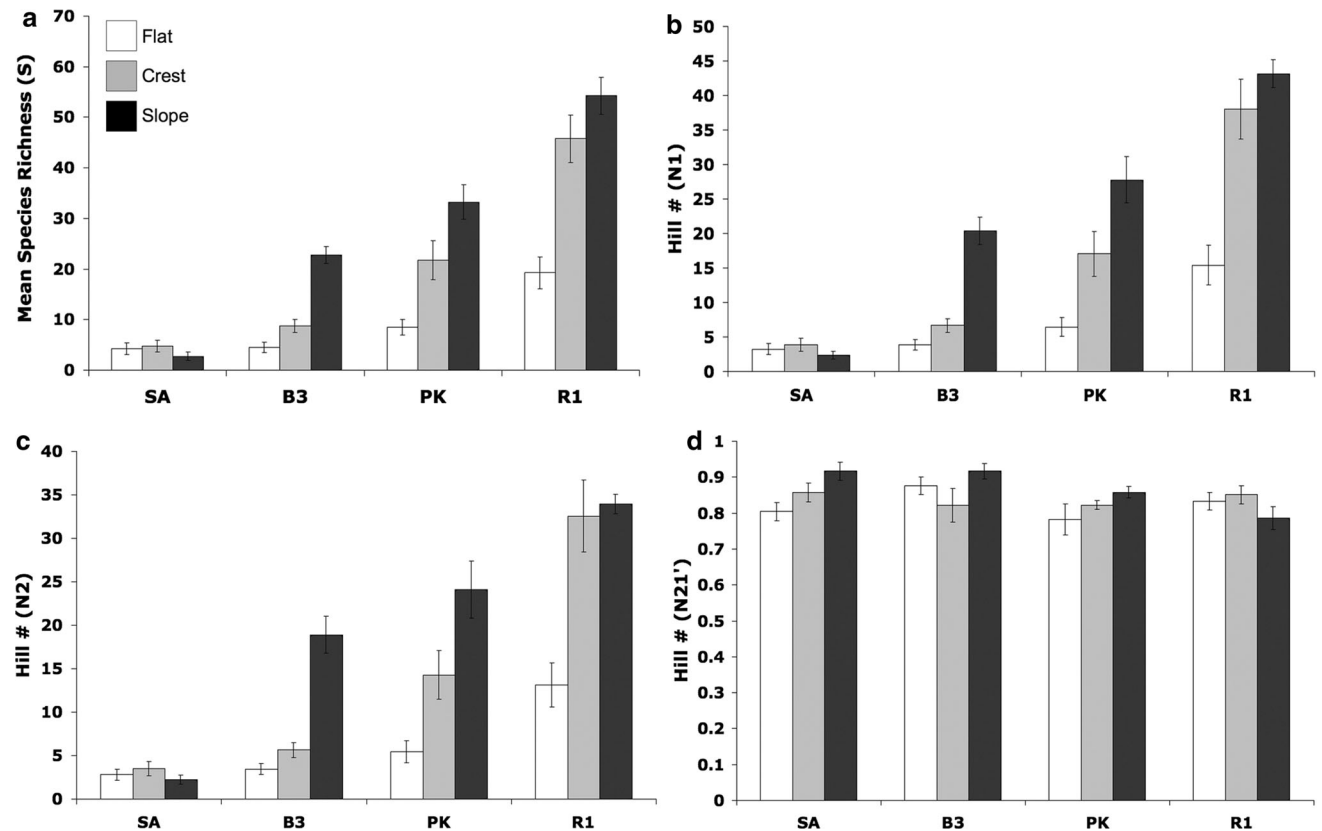 a
Mean Species Richness (S)
70
60
50
40
30
20
10
0
Flat
Crest
Slope
SA B3 PK R1
b
Hill # (N1)
50
45
40
35
30
25
20
15
10
5
0
SA B3 PK R1
c
Hill # (N2)
40
35
30
25
20
15
10
5
0
SA B3 PK R1
d
Hill # (N21')
1
0.9
0.8
0.7
0.6
0.5
0.4
0.3
0.2
0.1
0
SA B3 PK R1